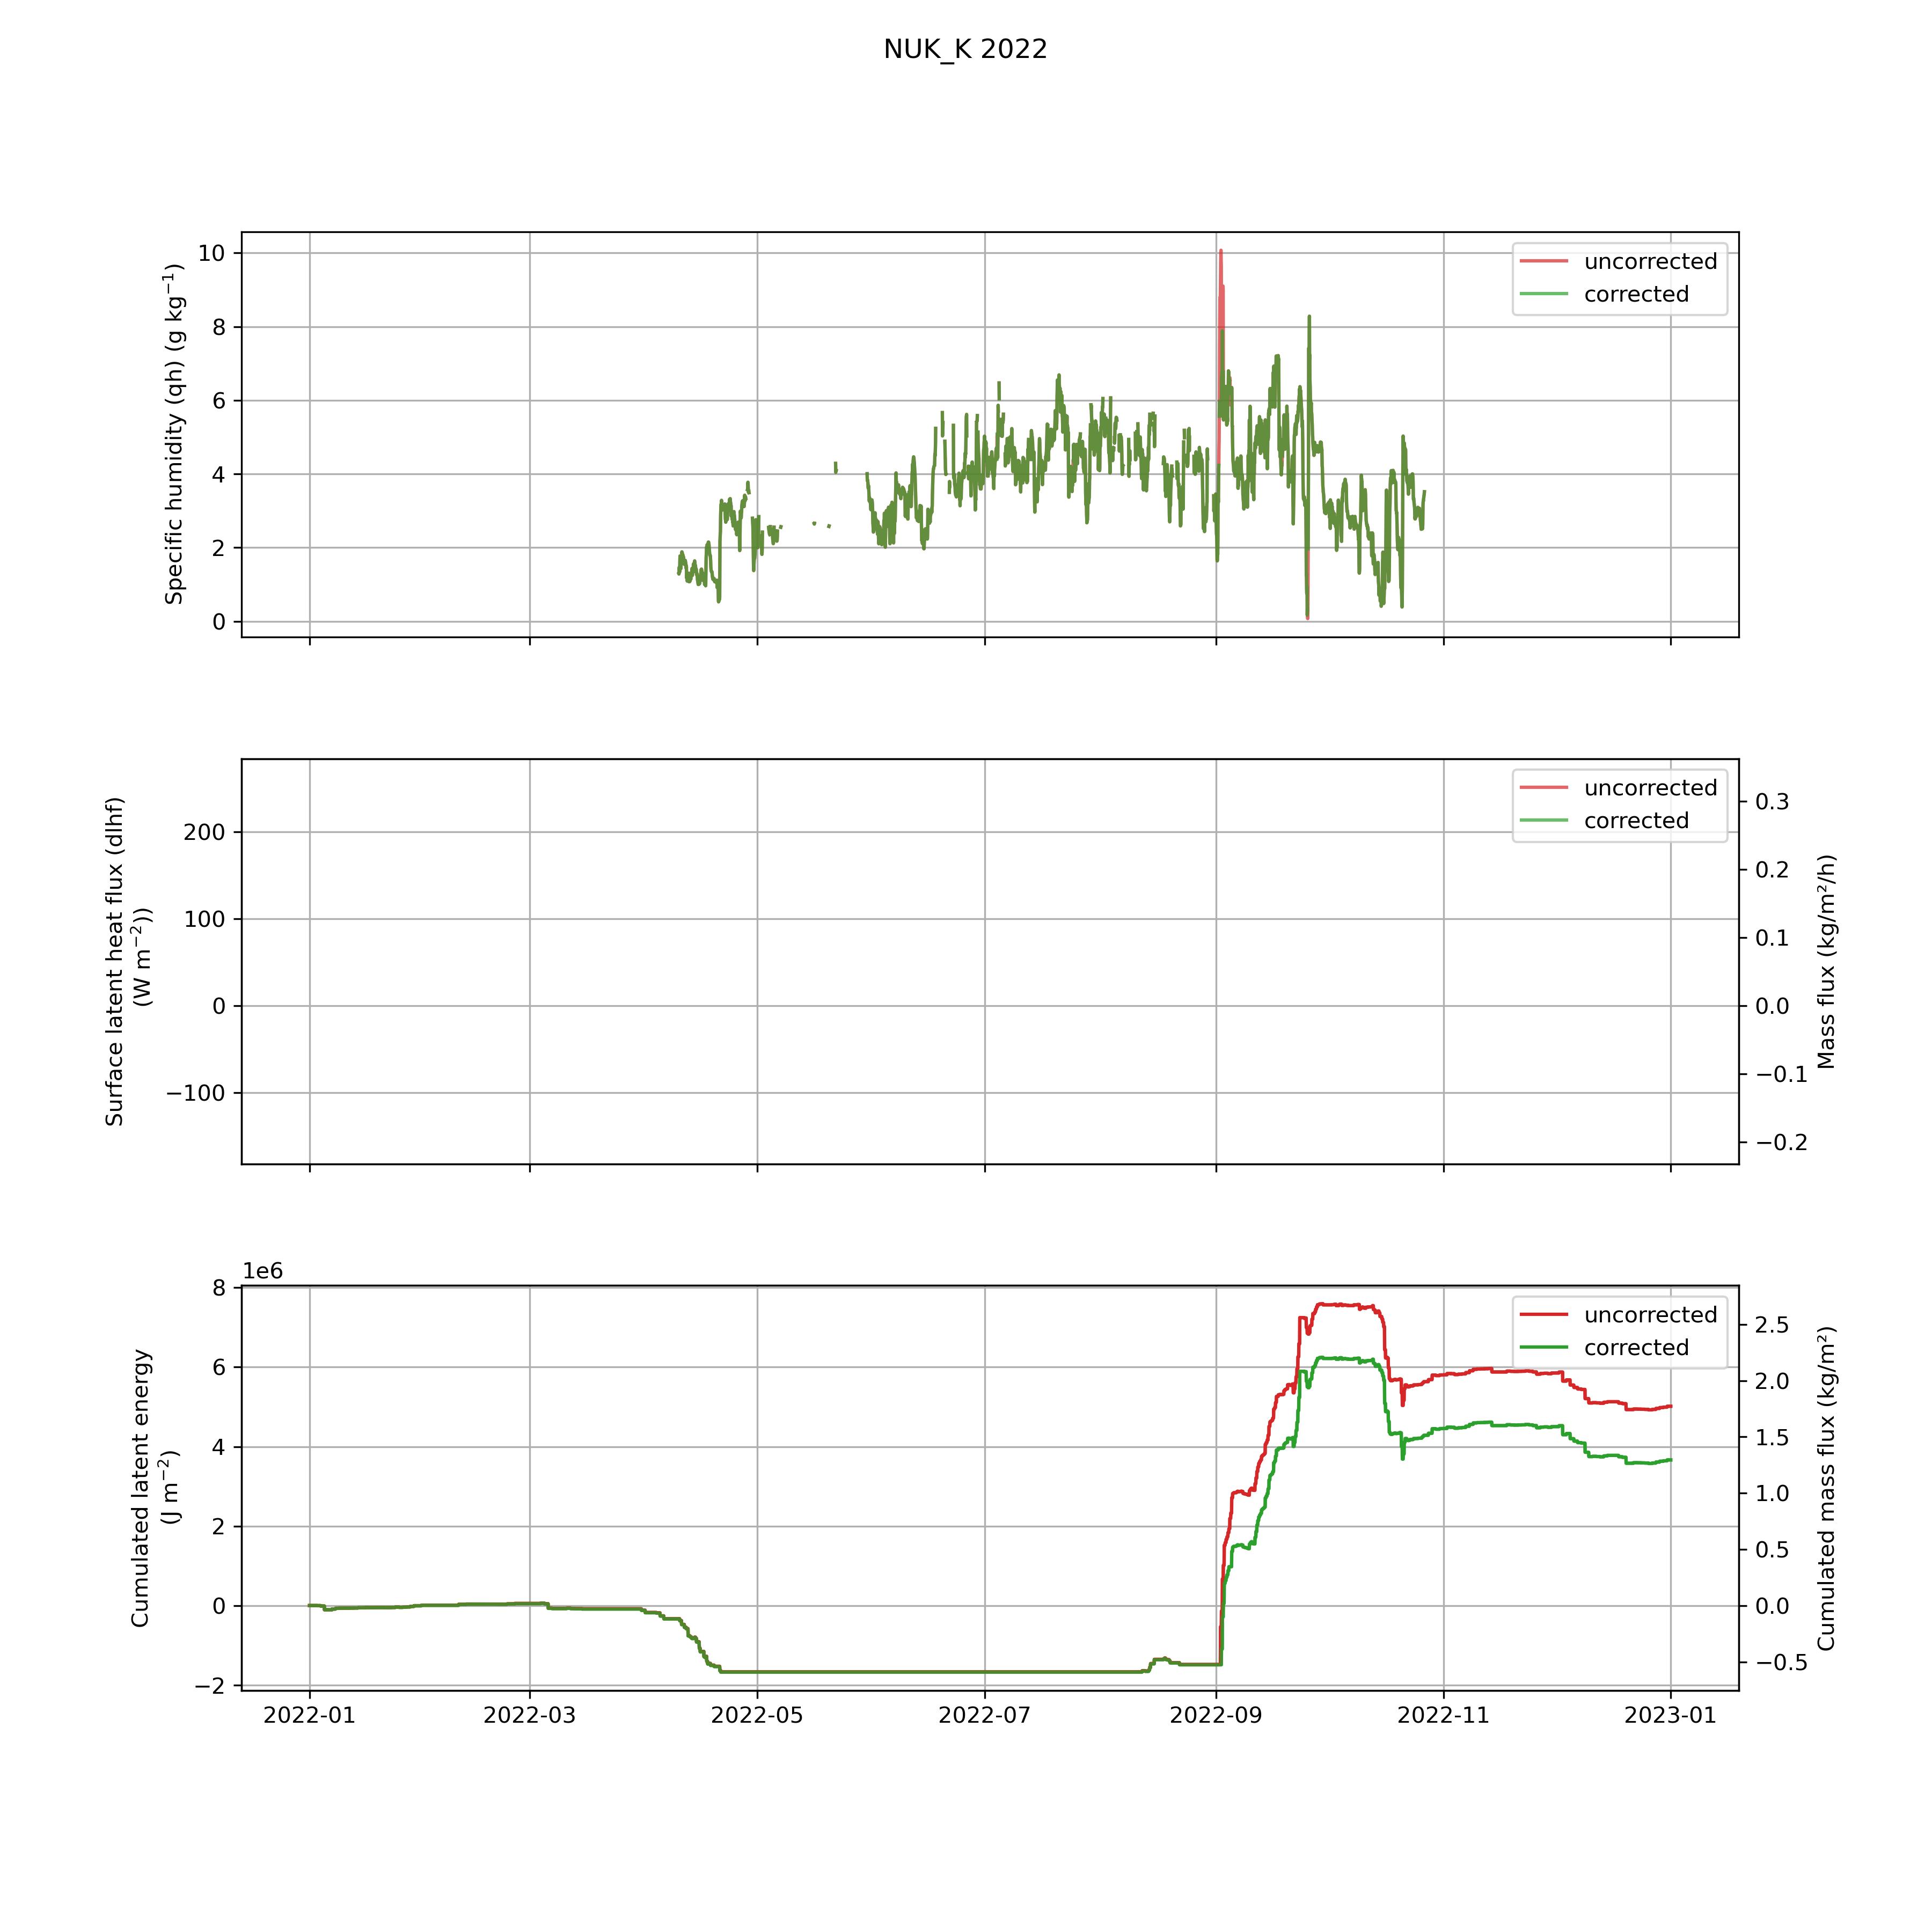 NUK_K 2022
Specific humidity (qh) (g kg⁻¹)
10
8
6
4
2
0
uncorrected
corrected
Surface latent heat flux (dlhf)
(W m⁻²))
200
100
0
−100
uncorrected
corrected
0.3
0.2
0.1
0.0
−0.1
−0.2
Mass flux (kg/m²/h)
1e6
Cumulated latent energy
(J m⁻²)
8
6
4
2
0
−2
uncorrected
corrected
2.5
2.0
1.5
1.0
0.5
0.0
−0.5
Cumulated mass flux (kg/m²)
2022-01 2022-03 2022-05 2022-07 2022-09 2022-11 2023-01